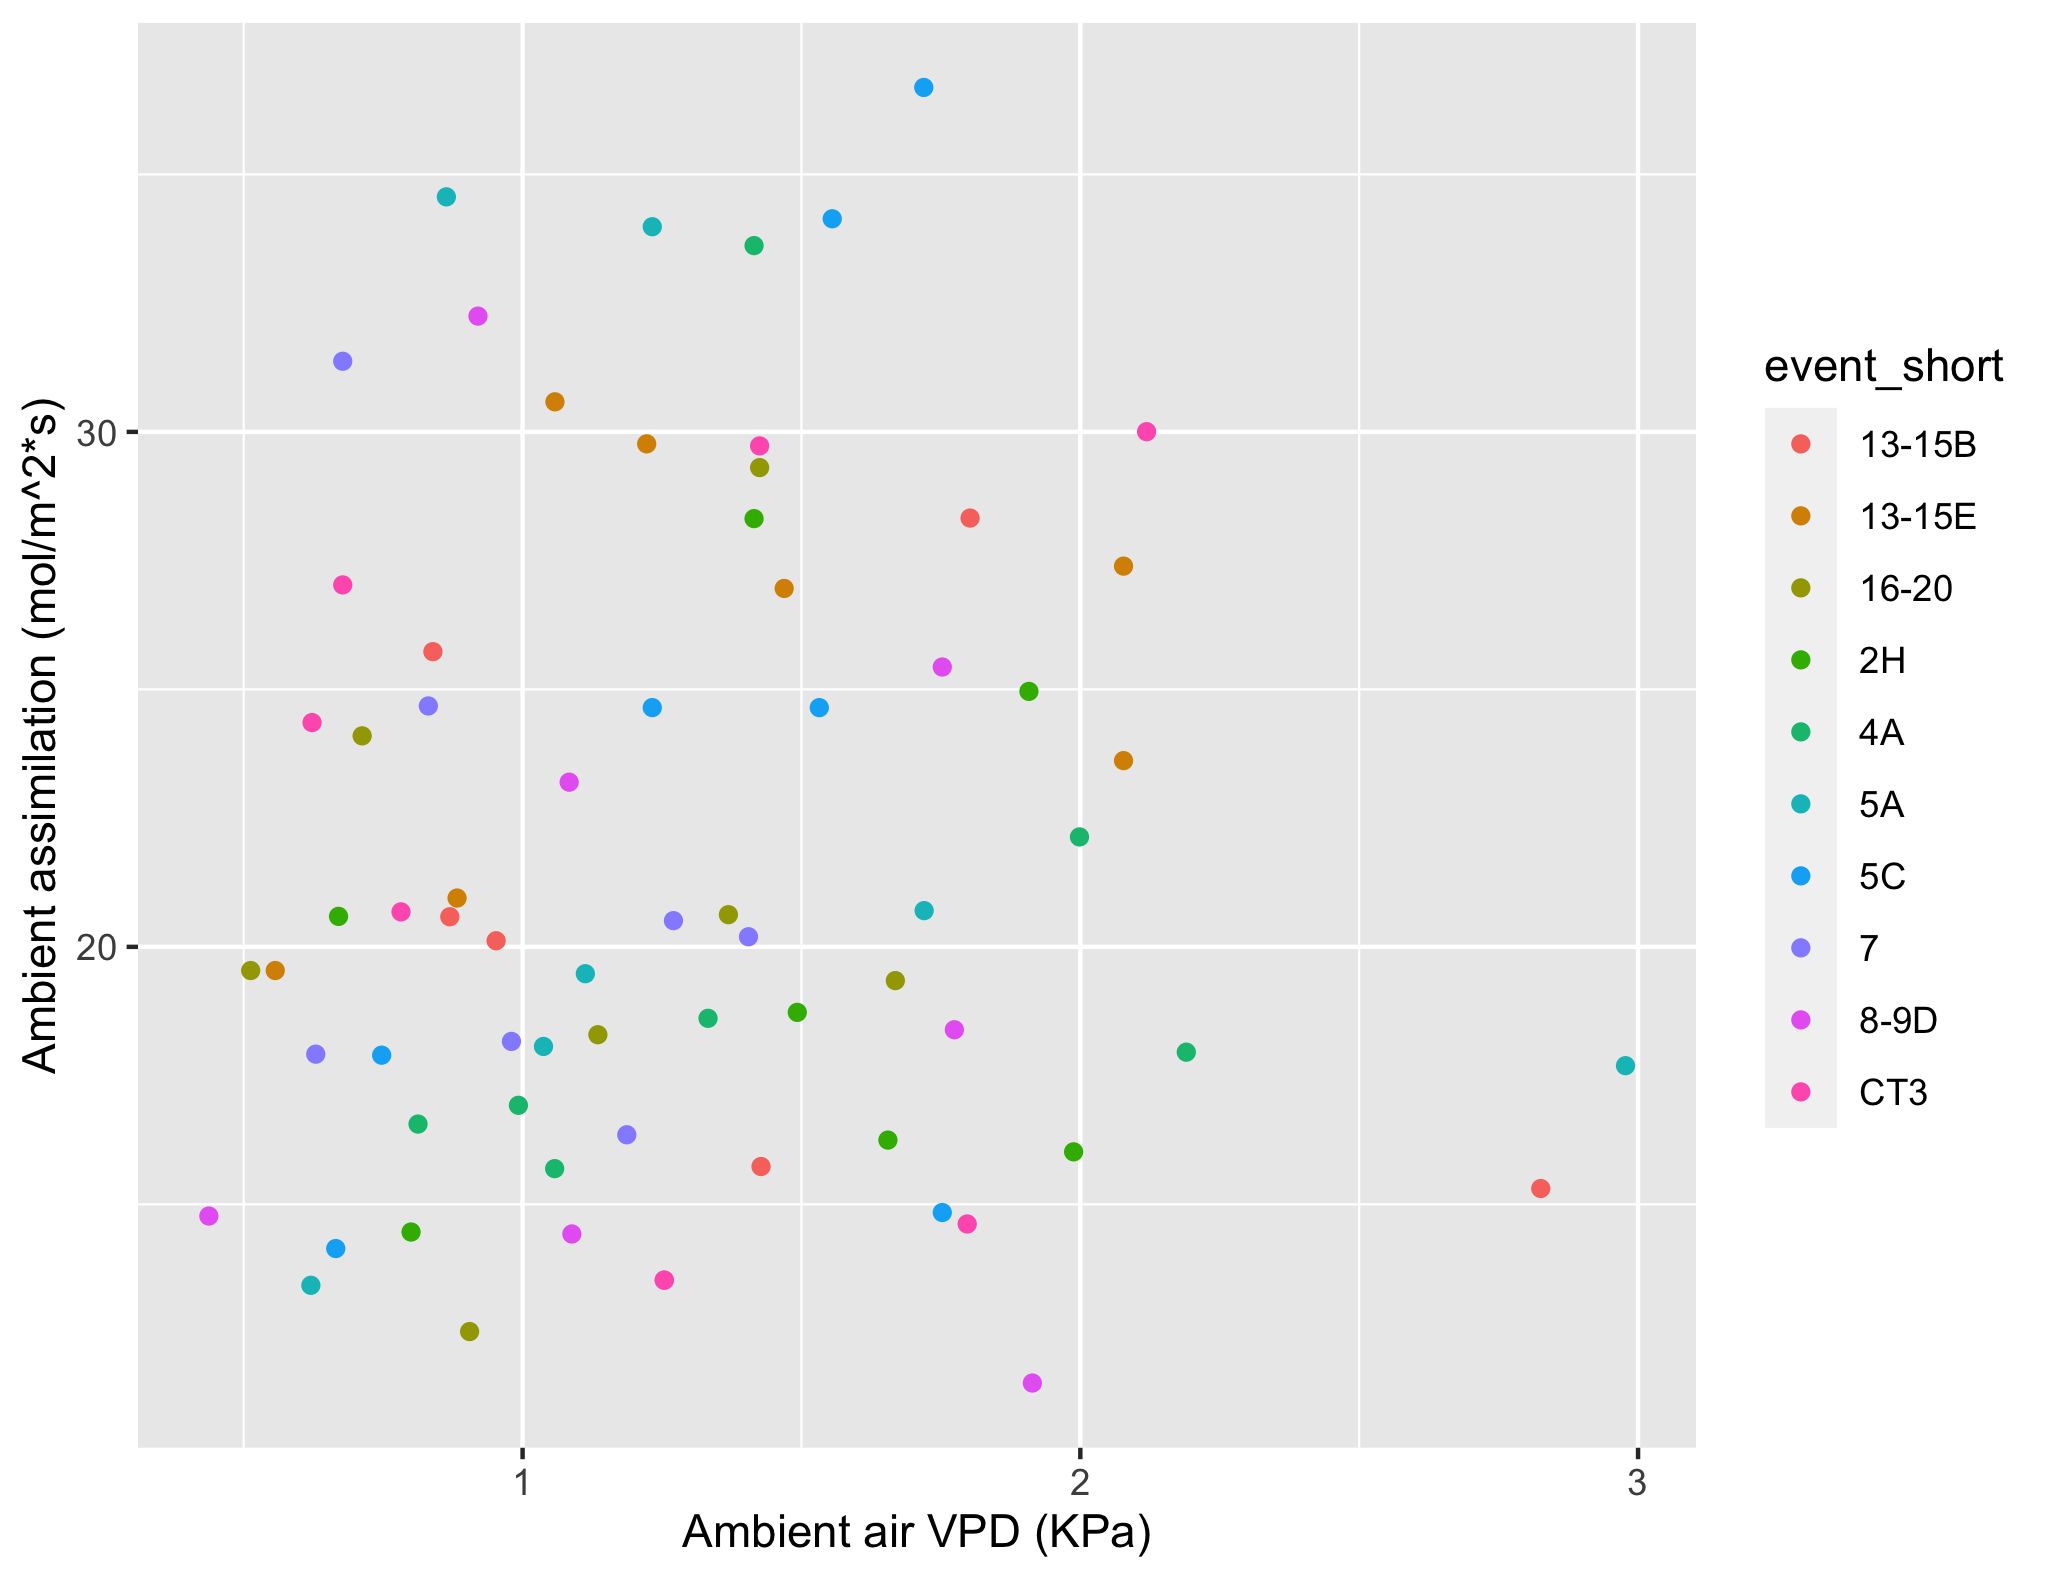 Ambient assimilation (mol/m^2*s)
30
20
1
2
3
Ambient air VPD (KPa)
event_short
13-15B
13-15E
16-20
2H
4A
5A
5C
7
8-9D
CT3